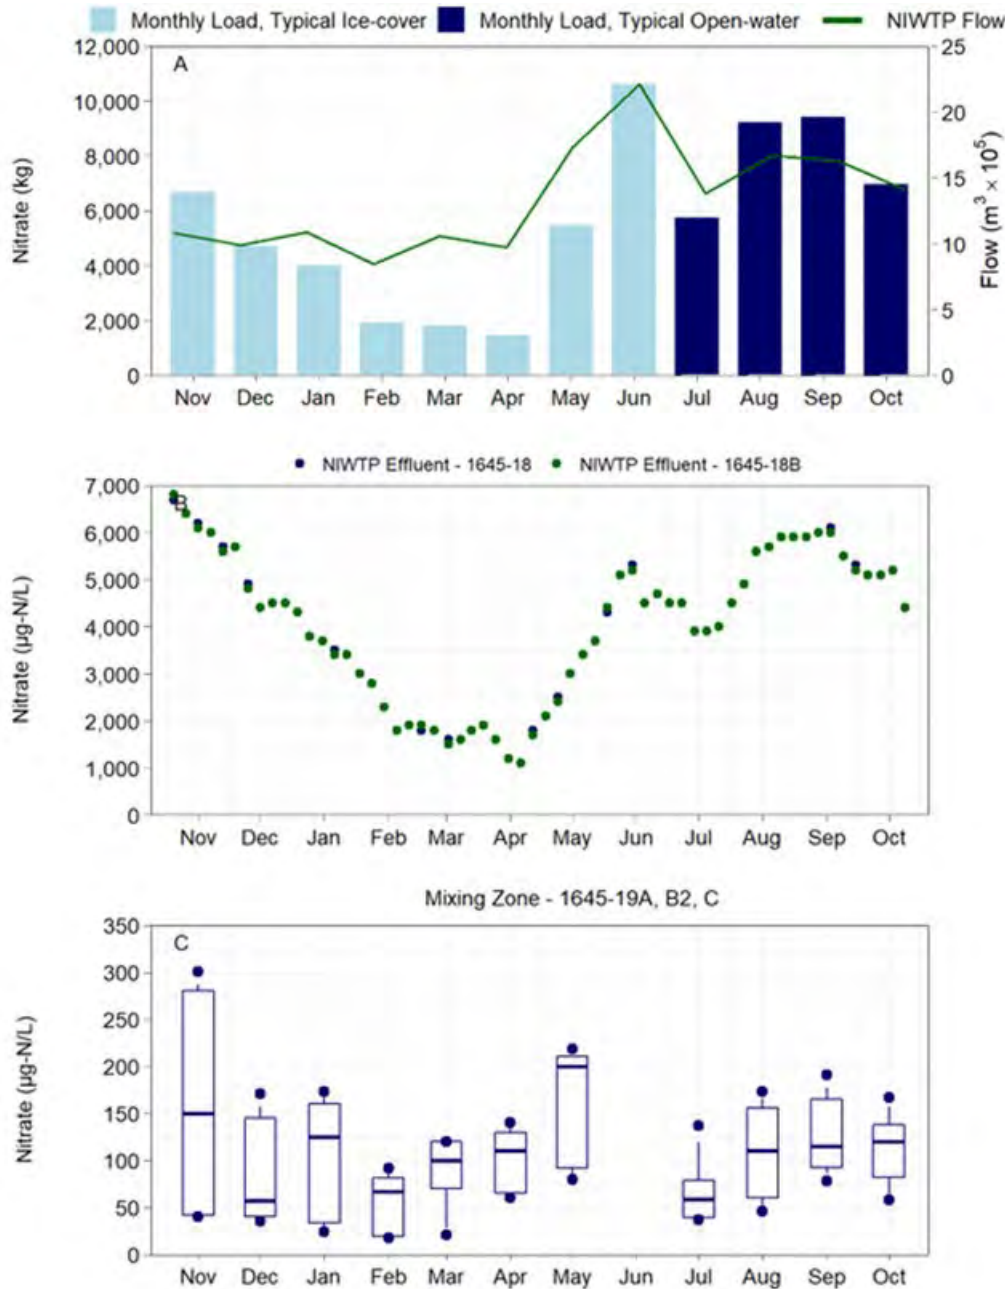 Monthly Load, Typical Ice-cover Monthly Load, Typical Open-water NIWTP Flow
A
12,000
10,000
8,000
6,000
4,000
2,000
0
Nitrate (kg)
25
20
15
10
5
0
Flow (m³ × 10⁵)
Nov Dec Jan Feb Mar Apr May Jun Jul Aug Sep Oct
NIWTP Effluent - 1645-18 NIWTP Effluent - 1645-18B
B
7,000
6,000
5,000
4,000
3,000
2,000
1,000
0
Nitrate (µg-N/L)
Nov Dec Jan Feb Mar Apr May Jun Jul Aug Sep Oct
Mixing Zone - 1645-19A, B2, C
C
350
300
250
200
150
100
50
0
Nitrate (µg-N/L)
Nov Dec Jan Feb Mar Apr May Jun Jul Aug Sep Oct